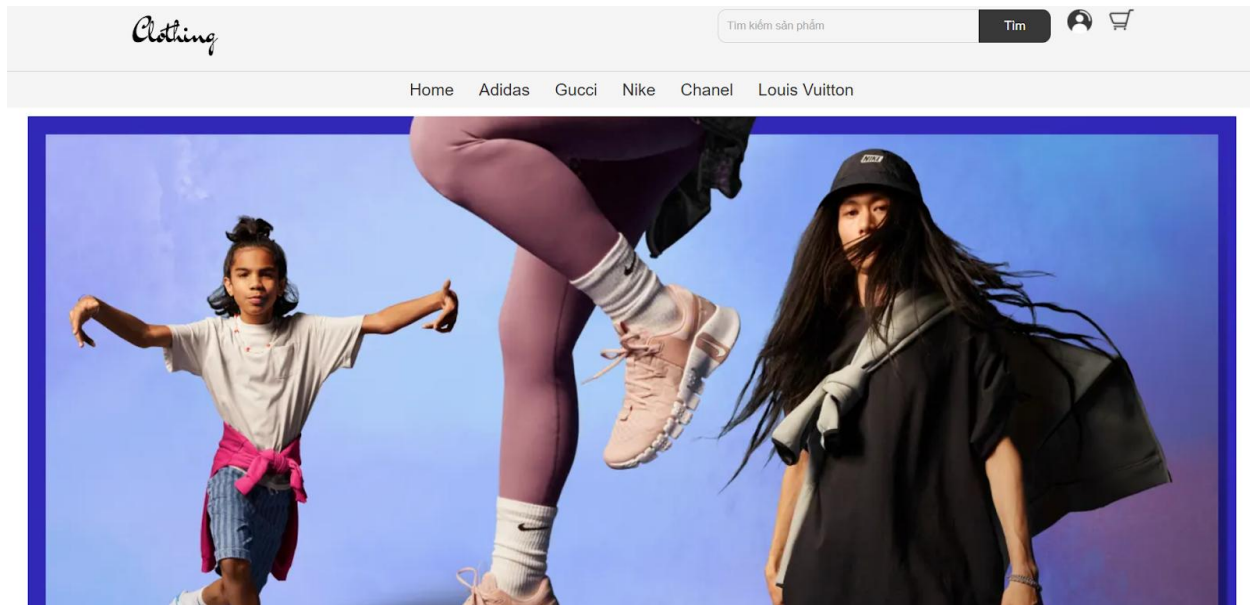 Clothing
Tìm kiếm sản phẩm
Tìm
Home Adidas Gucci Nike Chanel Louis Vuitton
NIKE